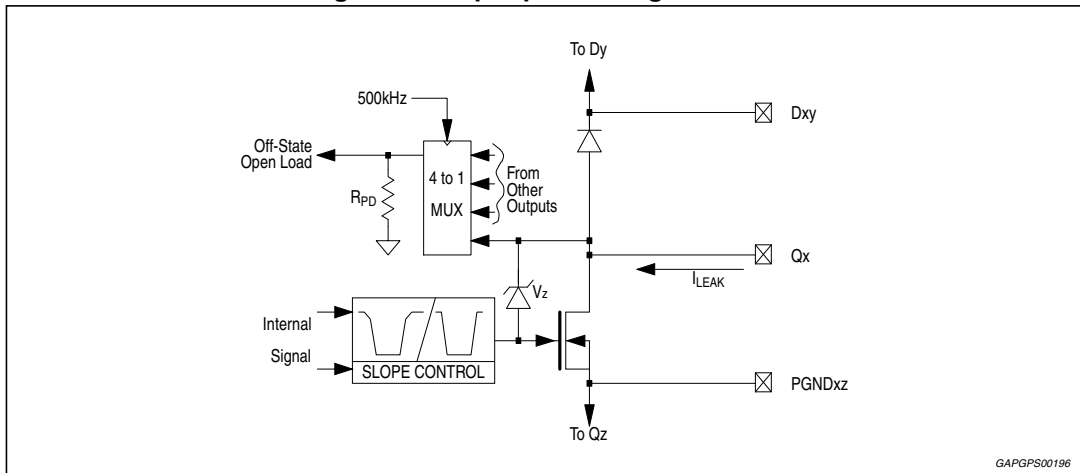 To Dy
500kHz
Dxy
Off-State
Open Load
4 to 1
MUX
From
Other
Outputs
RPD
Qx
ILEAK
Vz
Internal
Signal
SLOPE CONTROL
PGNDxz
To Qz
GAPGPS00196